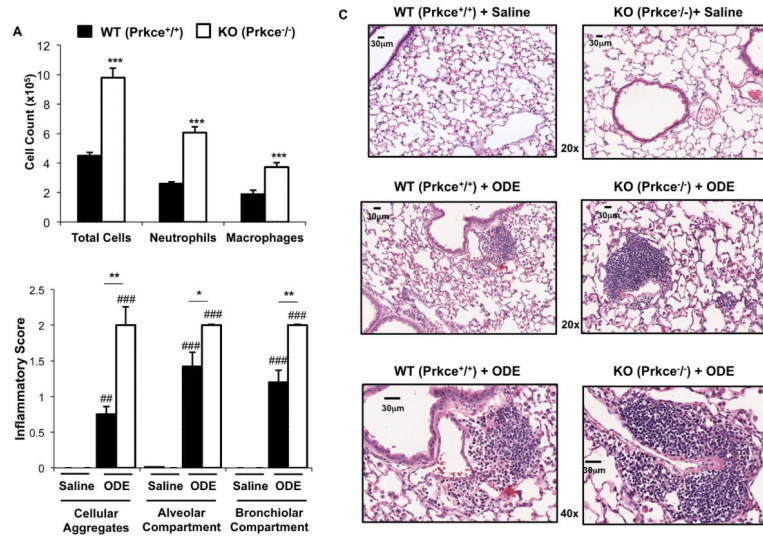 A
WT (Prkce+/+) KO (Prkce-/-)
Cell Count (x10⁵)
12
10
8
6
4
2
0
***
***
***
Total Cells Neutrophils Macrophages
Inflammatory Score
2.5
2
1.5
1
0.5
0
** * **
### ### ###
## ### ###
Saline ODE Saline ODE Saline ODE
Cellular Aggregates
Alveolar Compartment
Bronchiolar Compartment
C
WT (Prkce+/+) + Saline
KO (Prkce-/-)+ Saline
30μm
30μm
20x
WT (Prkce+/+) + ODE
KO (Prkce-/-) + ODE
30μm
30μm
20x
WT (Prkce+/+) + ODE
KO (Prkce-/-) + ODE
30μm
30μm
40x